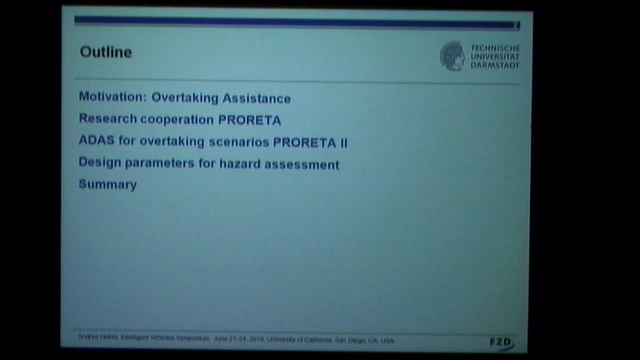 Outline
TECHNISCHE
UNIVERSITÄT
DARMSTADT
Motivation: Overtaking Assistance
Research cooperation PRORETA
ADAS for overtaking scenarios PRORETA II
Design parameters for hazard assessment
Summary
Intelligent Vehicles Symposium, June 21-24, 2010, University of California, San Diego, CA, USA
FZD